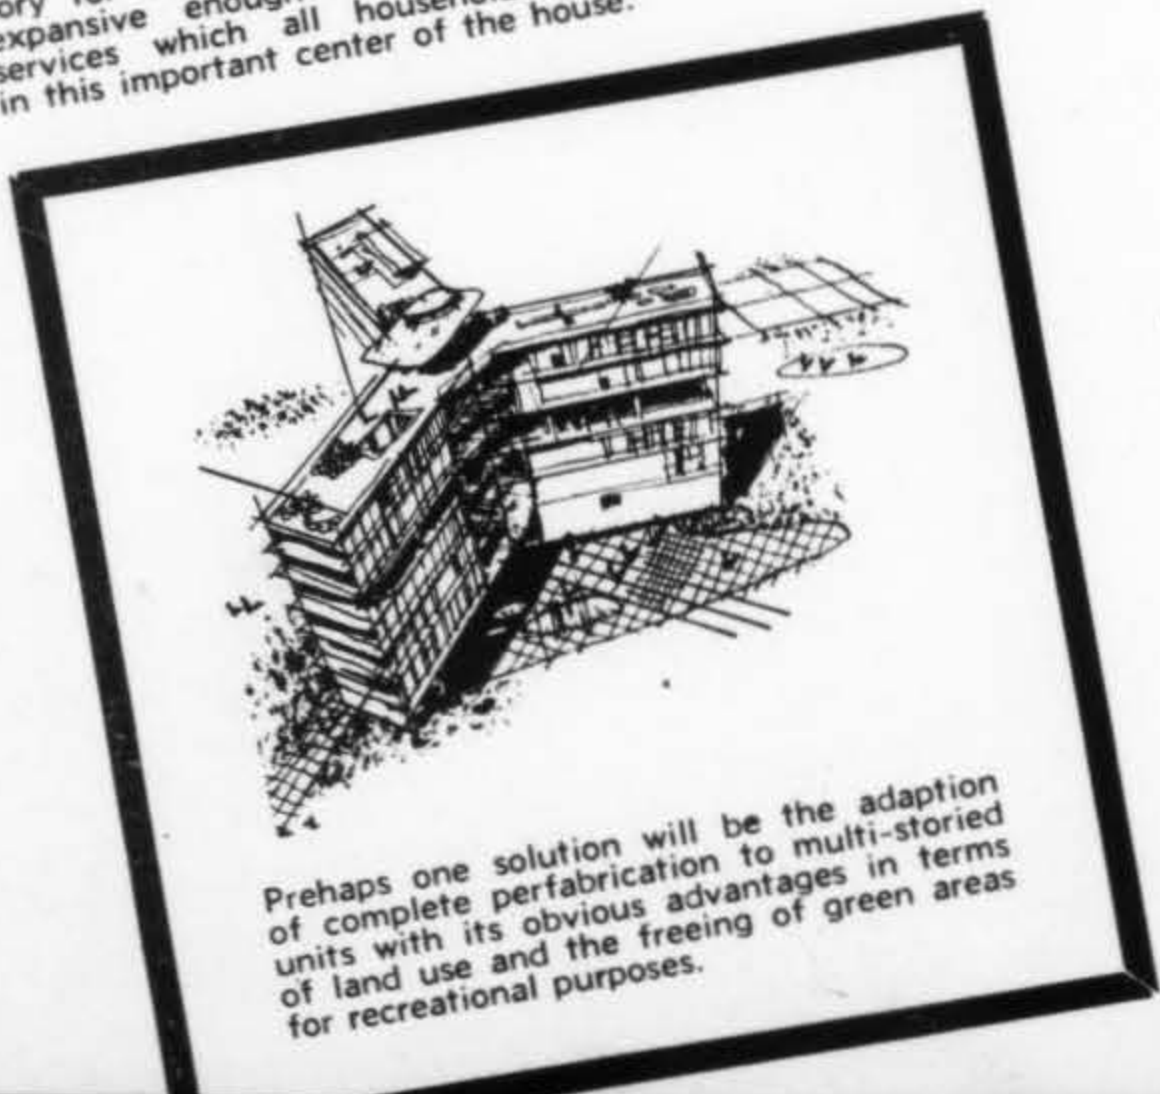 expansive enough
services which all
in this important center of the house.
Prehaps one solution will be the adaption
of complete perfabrication to multi-storied
units with its obvious advantages in terms
of land use and the freeing of green areas
for recreational purposes.